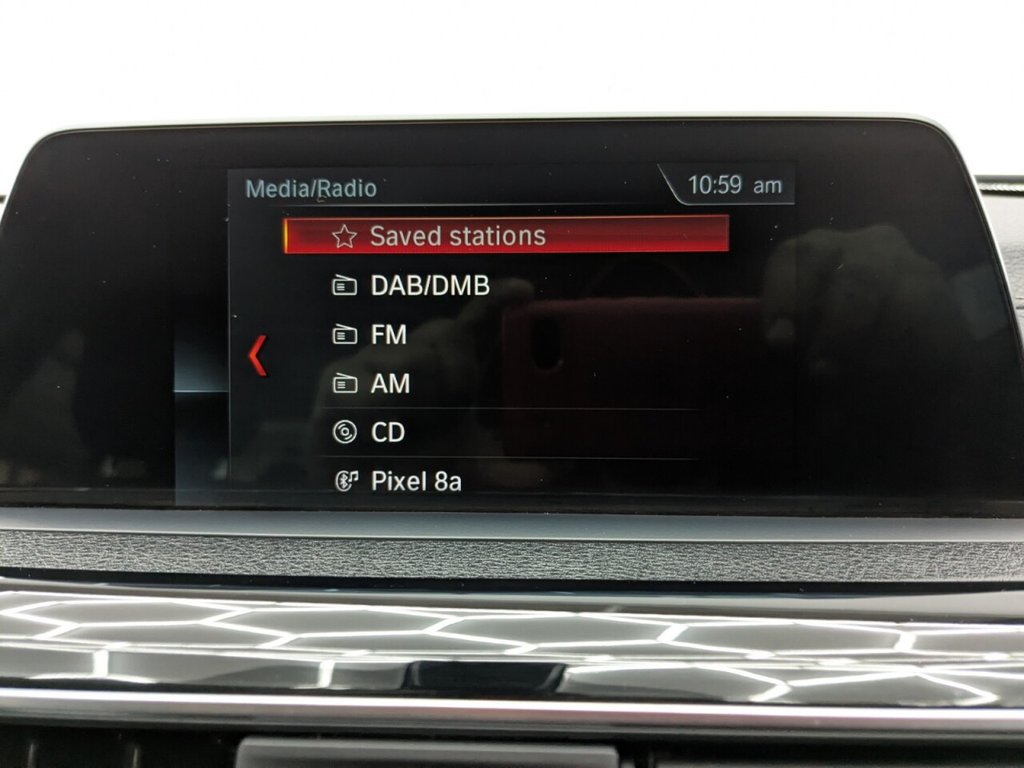 Media/Radio
10:59 am
Saved stations
DAB/DMB
FM
AM
CD
Pixel 8a